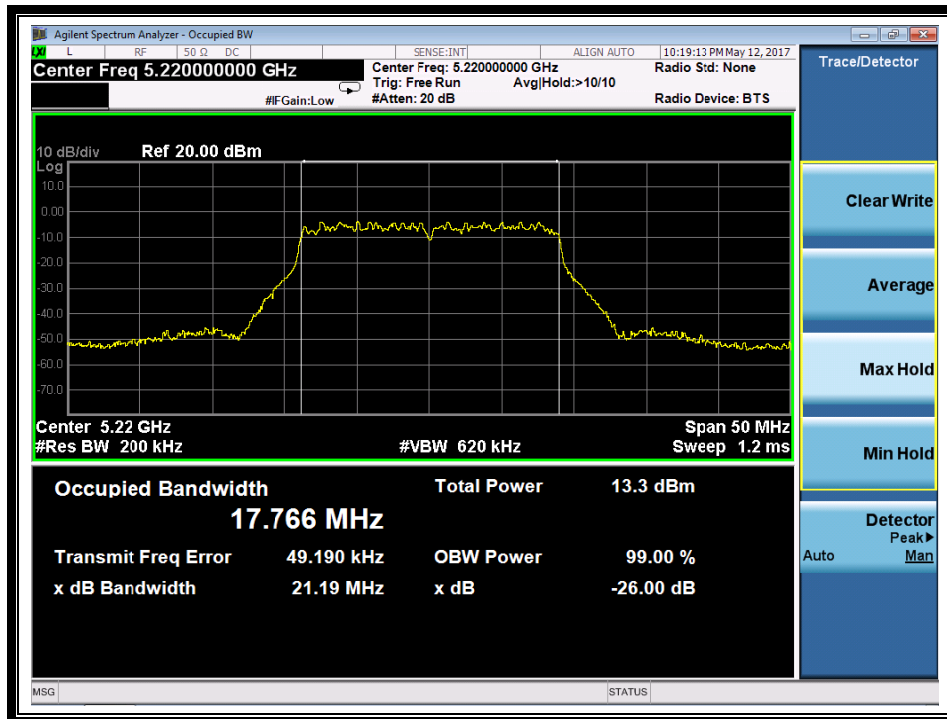 Agilent Spectrum Analyzer - Occupied BW
LXI L RF 50 Ω DC SENSE:INT ALIGN AUTO 10:19:13 PM May 12, 2017
Center Freq 5.220000000 GHz
Center Freq: 5.220000000 GHz
Radio Std: None
Trig: Free Run Avg|Hold:>10/10
#IFGain:Low #Atten: 20 dB Radio Device: BTS
10 dB/div Ref 20.00 dBm
Log
10.0
0.00
-10.0
-20.0
-30.0
-40.0
-50.0
-60.0
-70.0
Center 5.22 GHz Span 50 MHz
#Res BW 200 kHz #VBW 620 kHz Sweep 1.2 ms
Occupied Bandwidth Total Power 13.3 dBm
17.766 MHz
Transmit Freq Error 49.190 kHz OBW Power 99.00 %
x dB Bandwidth 21.19 MHz x dB -26.00 dB
MSG STATUS
Trace/Detector
Clear Write
Average
Max Hold
Min Hold
Detector
Peak▶
Auto Man